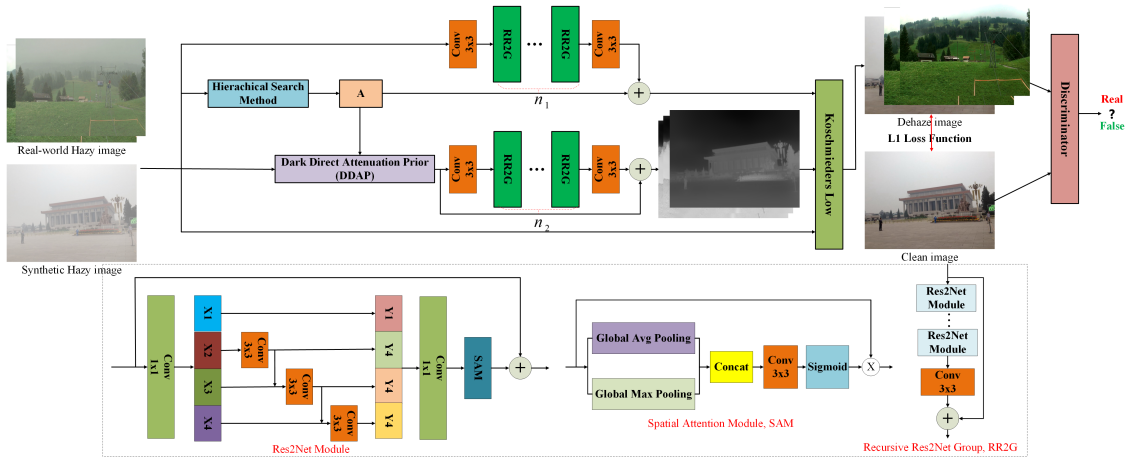 Real-world Hazy image
Synthetic Hazy image
Hierachical Search
Method
A
Dark Direct Attenuation Prior
(DDAP)
Conv
3x3
RR2G
...
RR2G
Conv
3x3
n1
+
Conv
3x3
RR2G
...
RR2G
Conv
3x3
n2
+
Koschmieders Low
Dehaze image
L1 Loss Function
Clean image
Discriminator
Real
?
False
Conv
1x1
X1
X2
X3
X4
Conv
3x3
Conv
3x3
Conv
3x3
Y1
Y4
Y4
Y4
Conv
1x1
SAM
+
Res2Net Module
Global Avg Pooling
Global Max Pooling
Concat
Conv
3x3
Sigmoid
X
Spatial Attention Module, SAM
Res2Net
Module
Res2Net
Module
Conv
3x3
+
Recursive Res2Net Group, RR2G